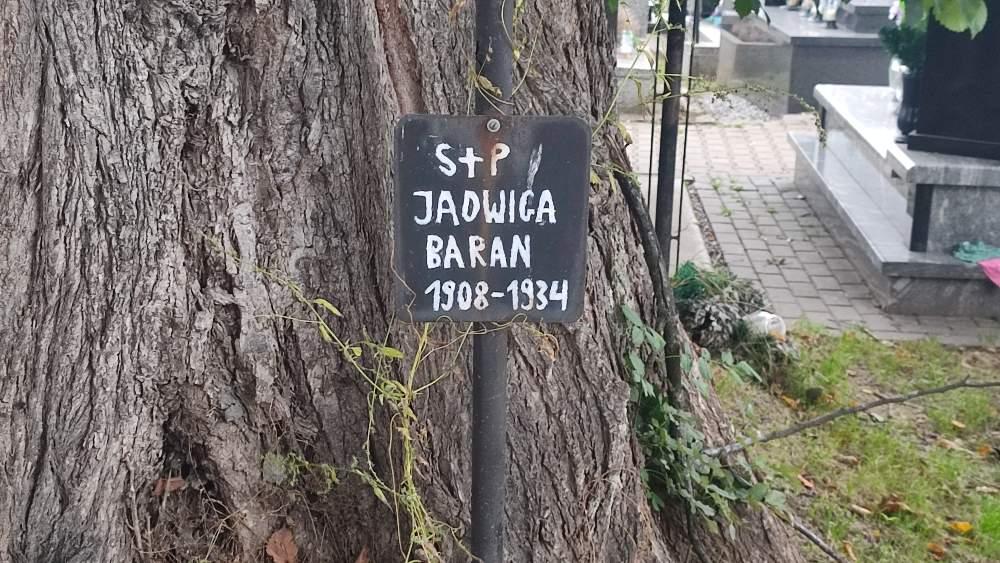 S+P
JADWIGA
BARAN
1908-1934